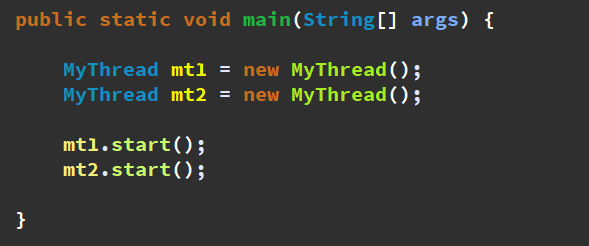 public static void main(String[] args) {
MyThread mt1 = new MyThread();
MyThread mt2 = new MyThread();
mt1.start();
mt2.start();
}